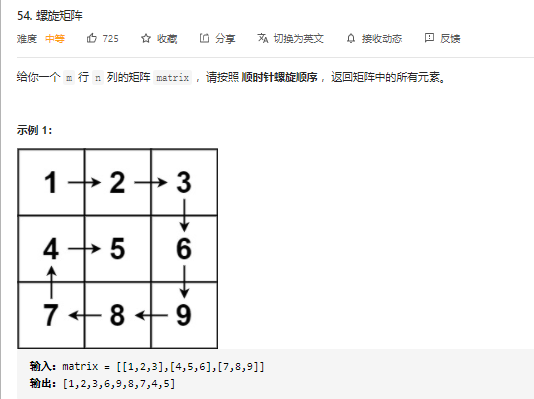 54. 螺旋矩阵
难度 中等 725 收藏 分享 切换为英文 接收动态 反馈
给你一个 m 行 n 列的矩阵 matrix ，请按照 顺时针螺旋顺序 ，返回矩阵中的所有元素。
示例 1：
1 2 3
4 5 6
7 8 9
输入：matrix = [[1,2,3],[4,5,6],[7,8,9]]
输出：[1,2,3,6,9,8,7,4,5]